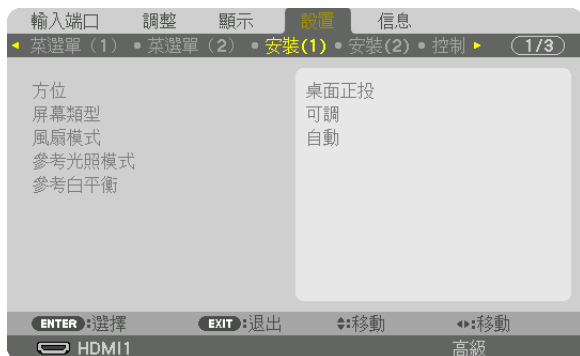 輸入端口 調整 顯示 設置 信息
◂ 菜選單（1） ● 菜選單（2） ● 安裝(1) ● 安裝(2) ● 控制 ▸ 1/3
方位 桌面正投
屏幕類型 可調
風扇模式 自動
參考光照模式
參考白平衡
ENTER:選擇 EXIT:退出 ⬍:移動 ⬌:移動
HDMI1 高級